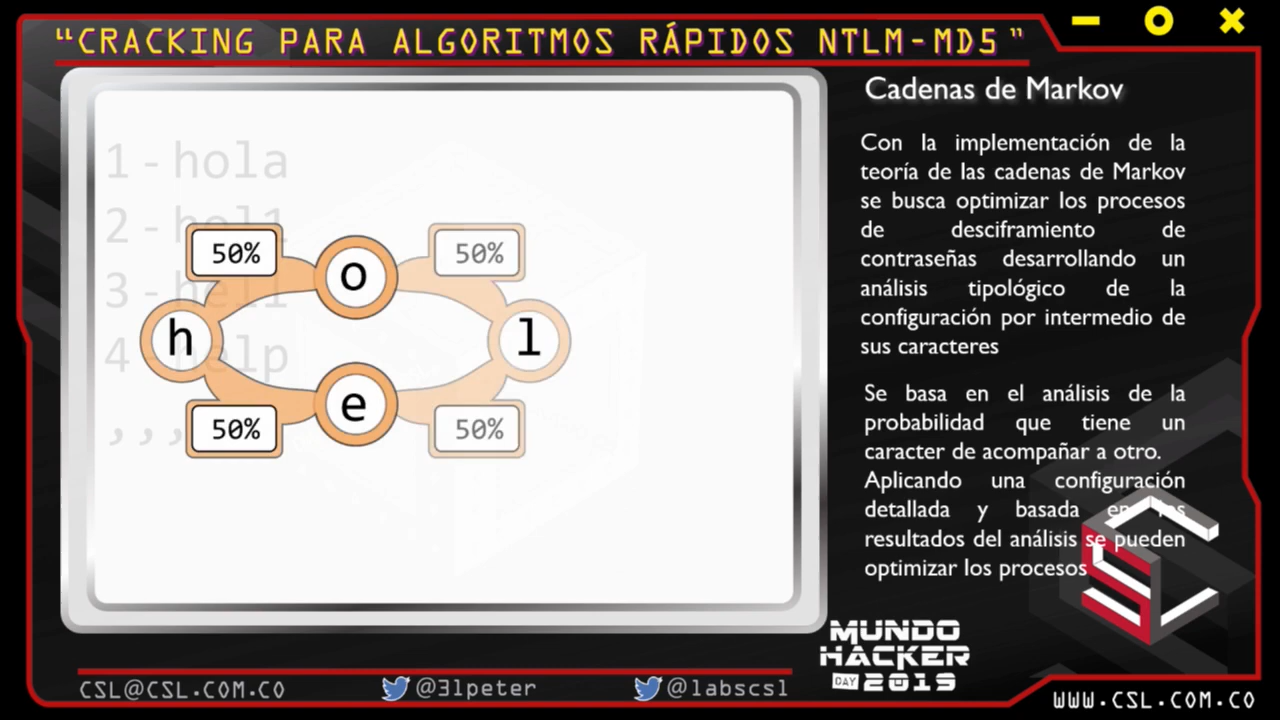 "CRACKING PARA ALGORITMOS RÁPIDOS NTLM-MD5"
1-hola
2-hol1
3-hell
4-help
,,,
50%
50%
o
h
l
e
50%
50%
Cadenas de Markov
Con la implementación de la
teoría de las cadenas de Markov
se busca optimizar los procesos
de desciframiento de
contraseñas desarrollando un
análisis tipológico de la
configuración por intermedio de
sus caracteres
Se basa en el análisis de la
probabilidad que tiene un
caracter de acompañar a otro.
Aplicando una configuración
detallada y basada en los
resultados del análisis se pueden
optimizar los procesos
MUNDO
HACKER
DAY 2019
CSL@CSL.COM.CO
@3lpeter
@labscsl
WWW.CSL.COM.CO